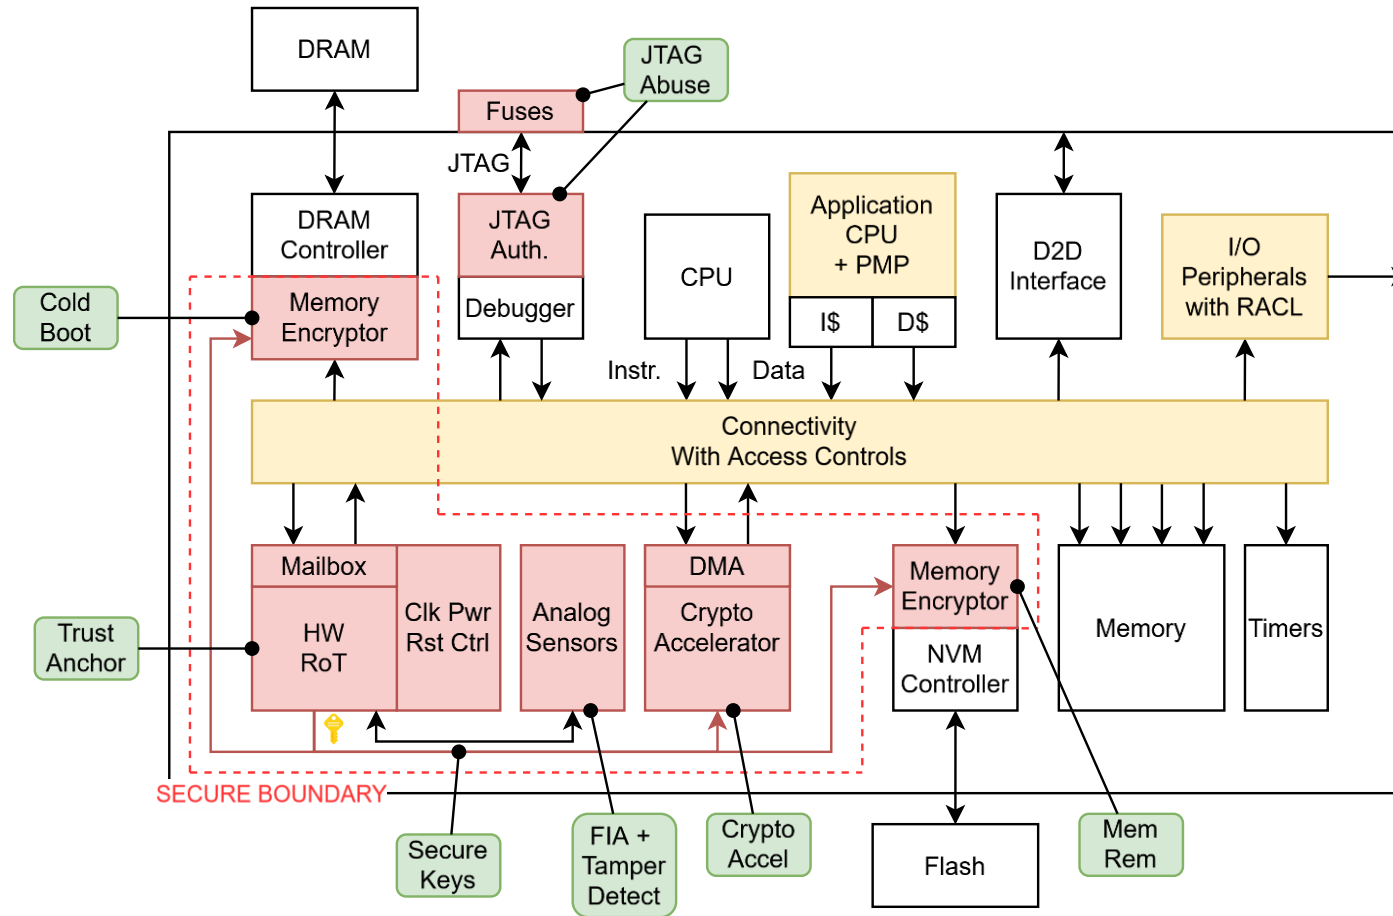 DRAM
JTAG
Abuse
Fuses
JTAG
DRAM
Controller
JTAG
Auth.
Application
CPU
+ PMP
CPU
D2D
Interface
I/O
Peripherals
with RACL
Cold
Boot
Memory
Encryptor
Debugger
I$
D$
Instr.
Data
Connectivity
With Access Controls
Mailbox
HW
RoT
Clk Pwr
Rst Ctrl
Analog
Sensors
DMA
Crypto
Accelerator
Memory
Encryptor
NVM
Controller
Memory
Timers
Trust
Anchor
SECURE BOUNDARY
Secure
Keys
FIA +
Tamper
Detect
Crypto
Accel
Flash
Mem
Rem